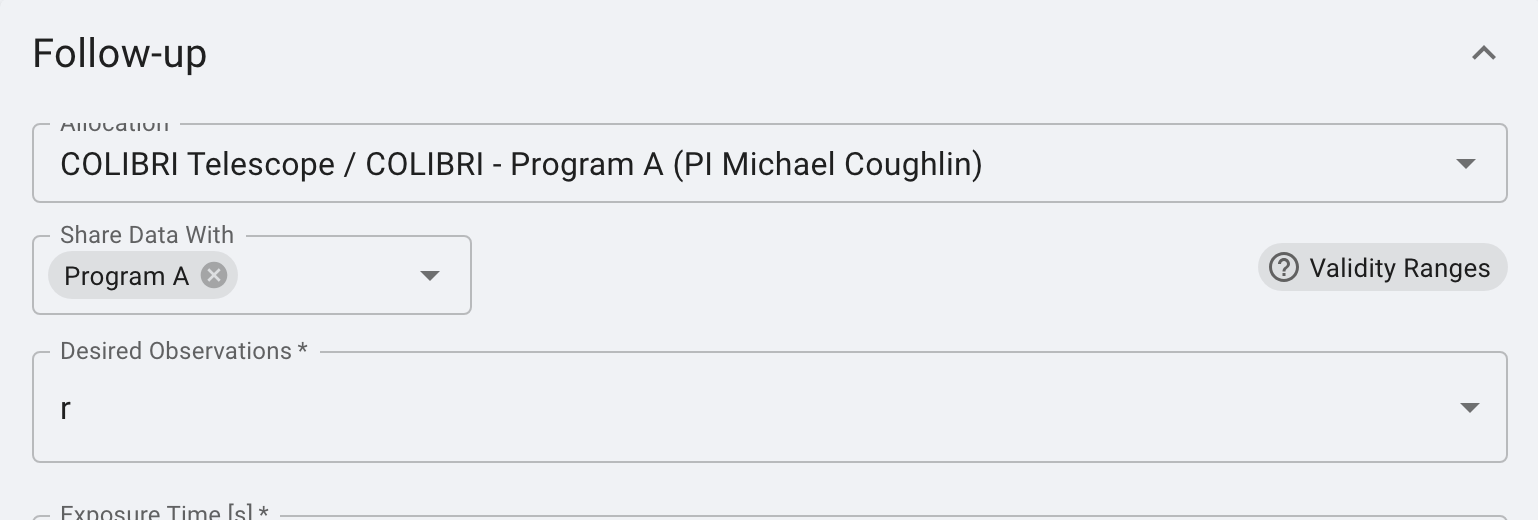 Follow-up
Allocation
COLIBRI Telescope / COLIBRI - Program A (PI Michael Coughlin)
Share Data With
Program A
Validity Ranges
Desired Observations *
r
Exposure Time [s] *